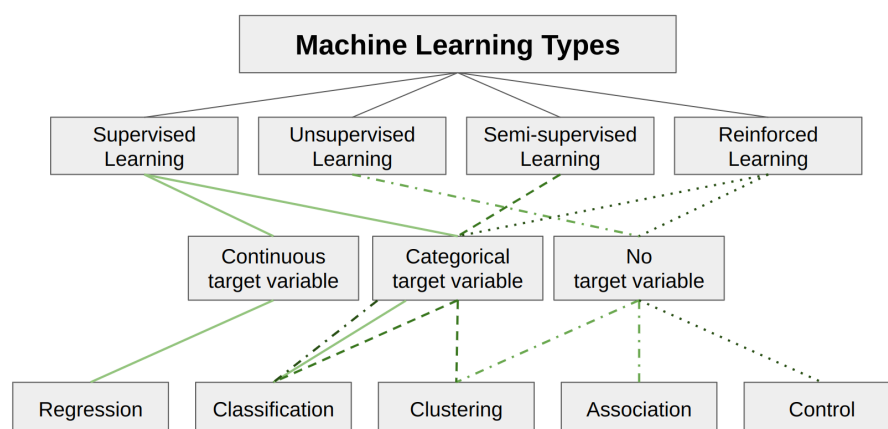 Machine Learning Types
Supervised
Learning
Unsupervised
Learning
Semi-supervised
Learning
Reinforced
Learning
Continuous
target variable
Categorical
target variable
No
target variable
Regression
Classification
Clustering
Association
Control